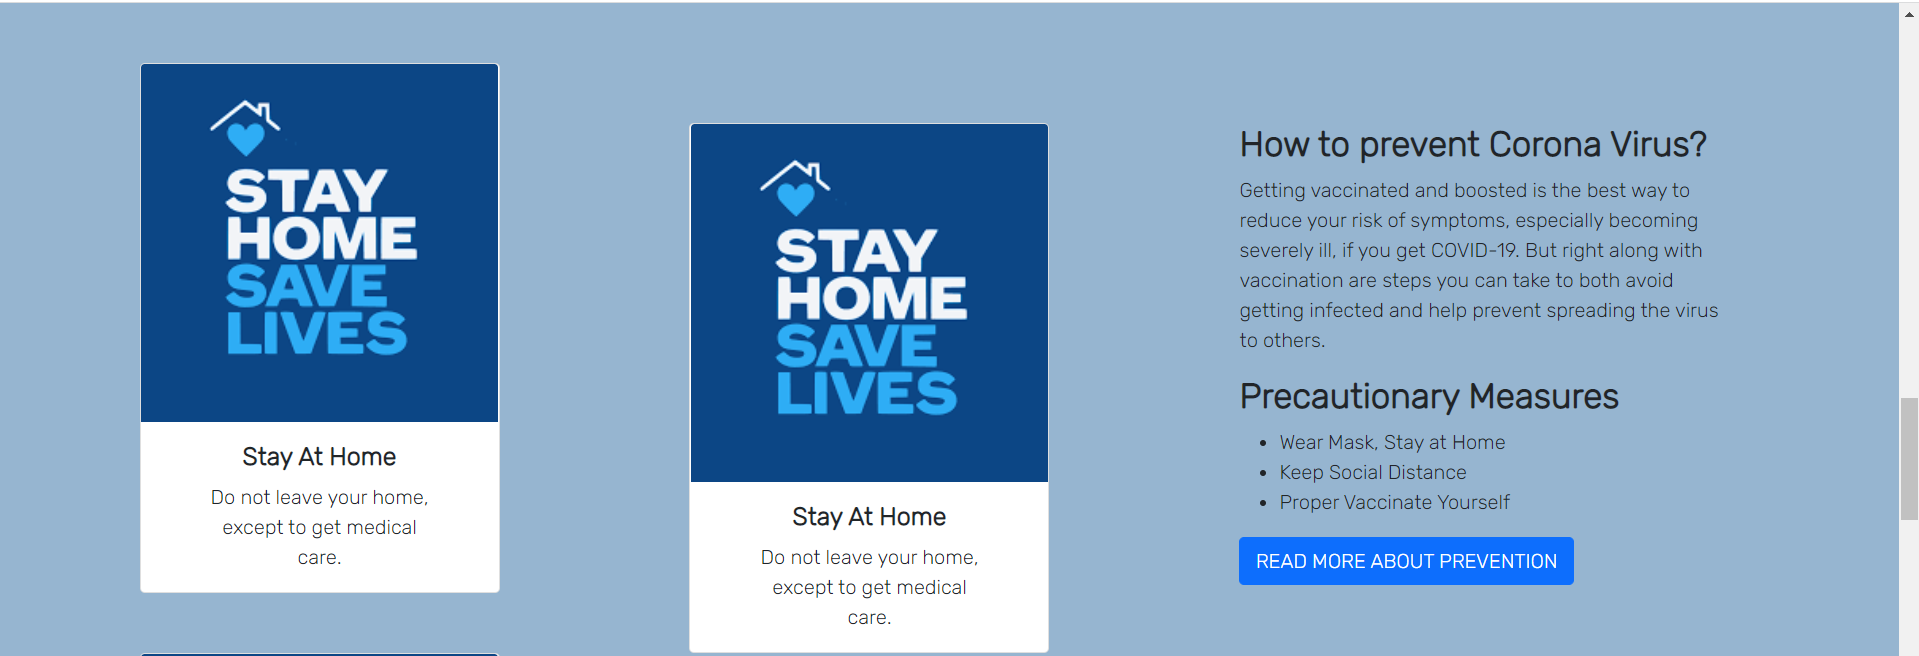 STAY
HOME
SAVE
LIVES
Stay At Home
Do not leave your home,
except to get medical
care.
STAY
HOME
SAVE
LIVES
Stay At Home
Do not leave your home,
except to get medical
care.
How to prevent Corona Virus?
Getting vaccinated and boosted is the best way to
reduce your risk of symptoms, especially becoming
severely ill, if you get COVID-19. But right along with
vaccination are steps you can take to both avoid
getting infected and help prevent spreading the virus
to others.
Precautionary Measures
• Wear Mask, Stay at Home
• Keep Social Distance
• Proper Vaccinate Yourself
READ MORE ABOUT PREVENTION